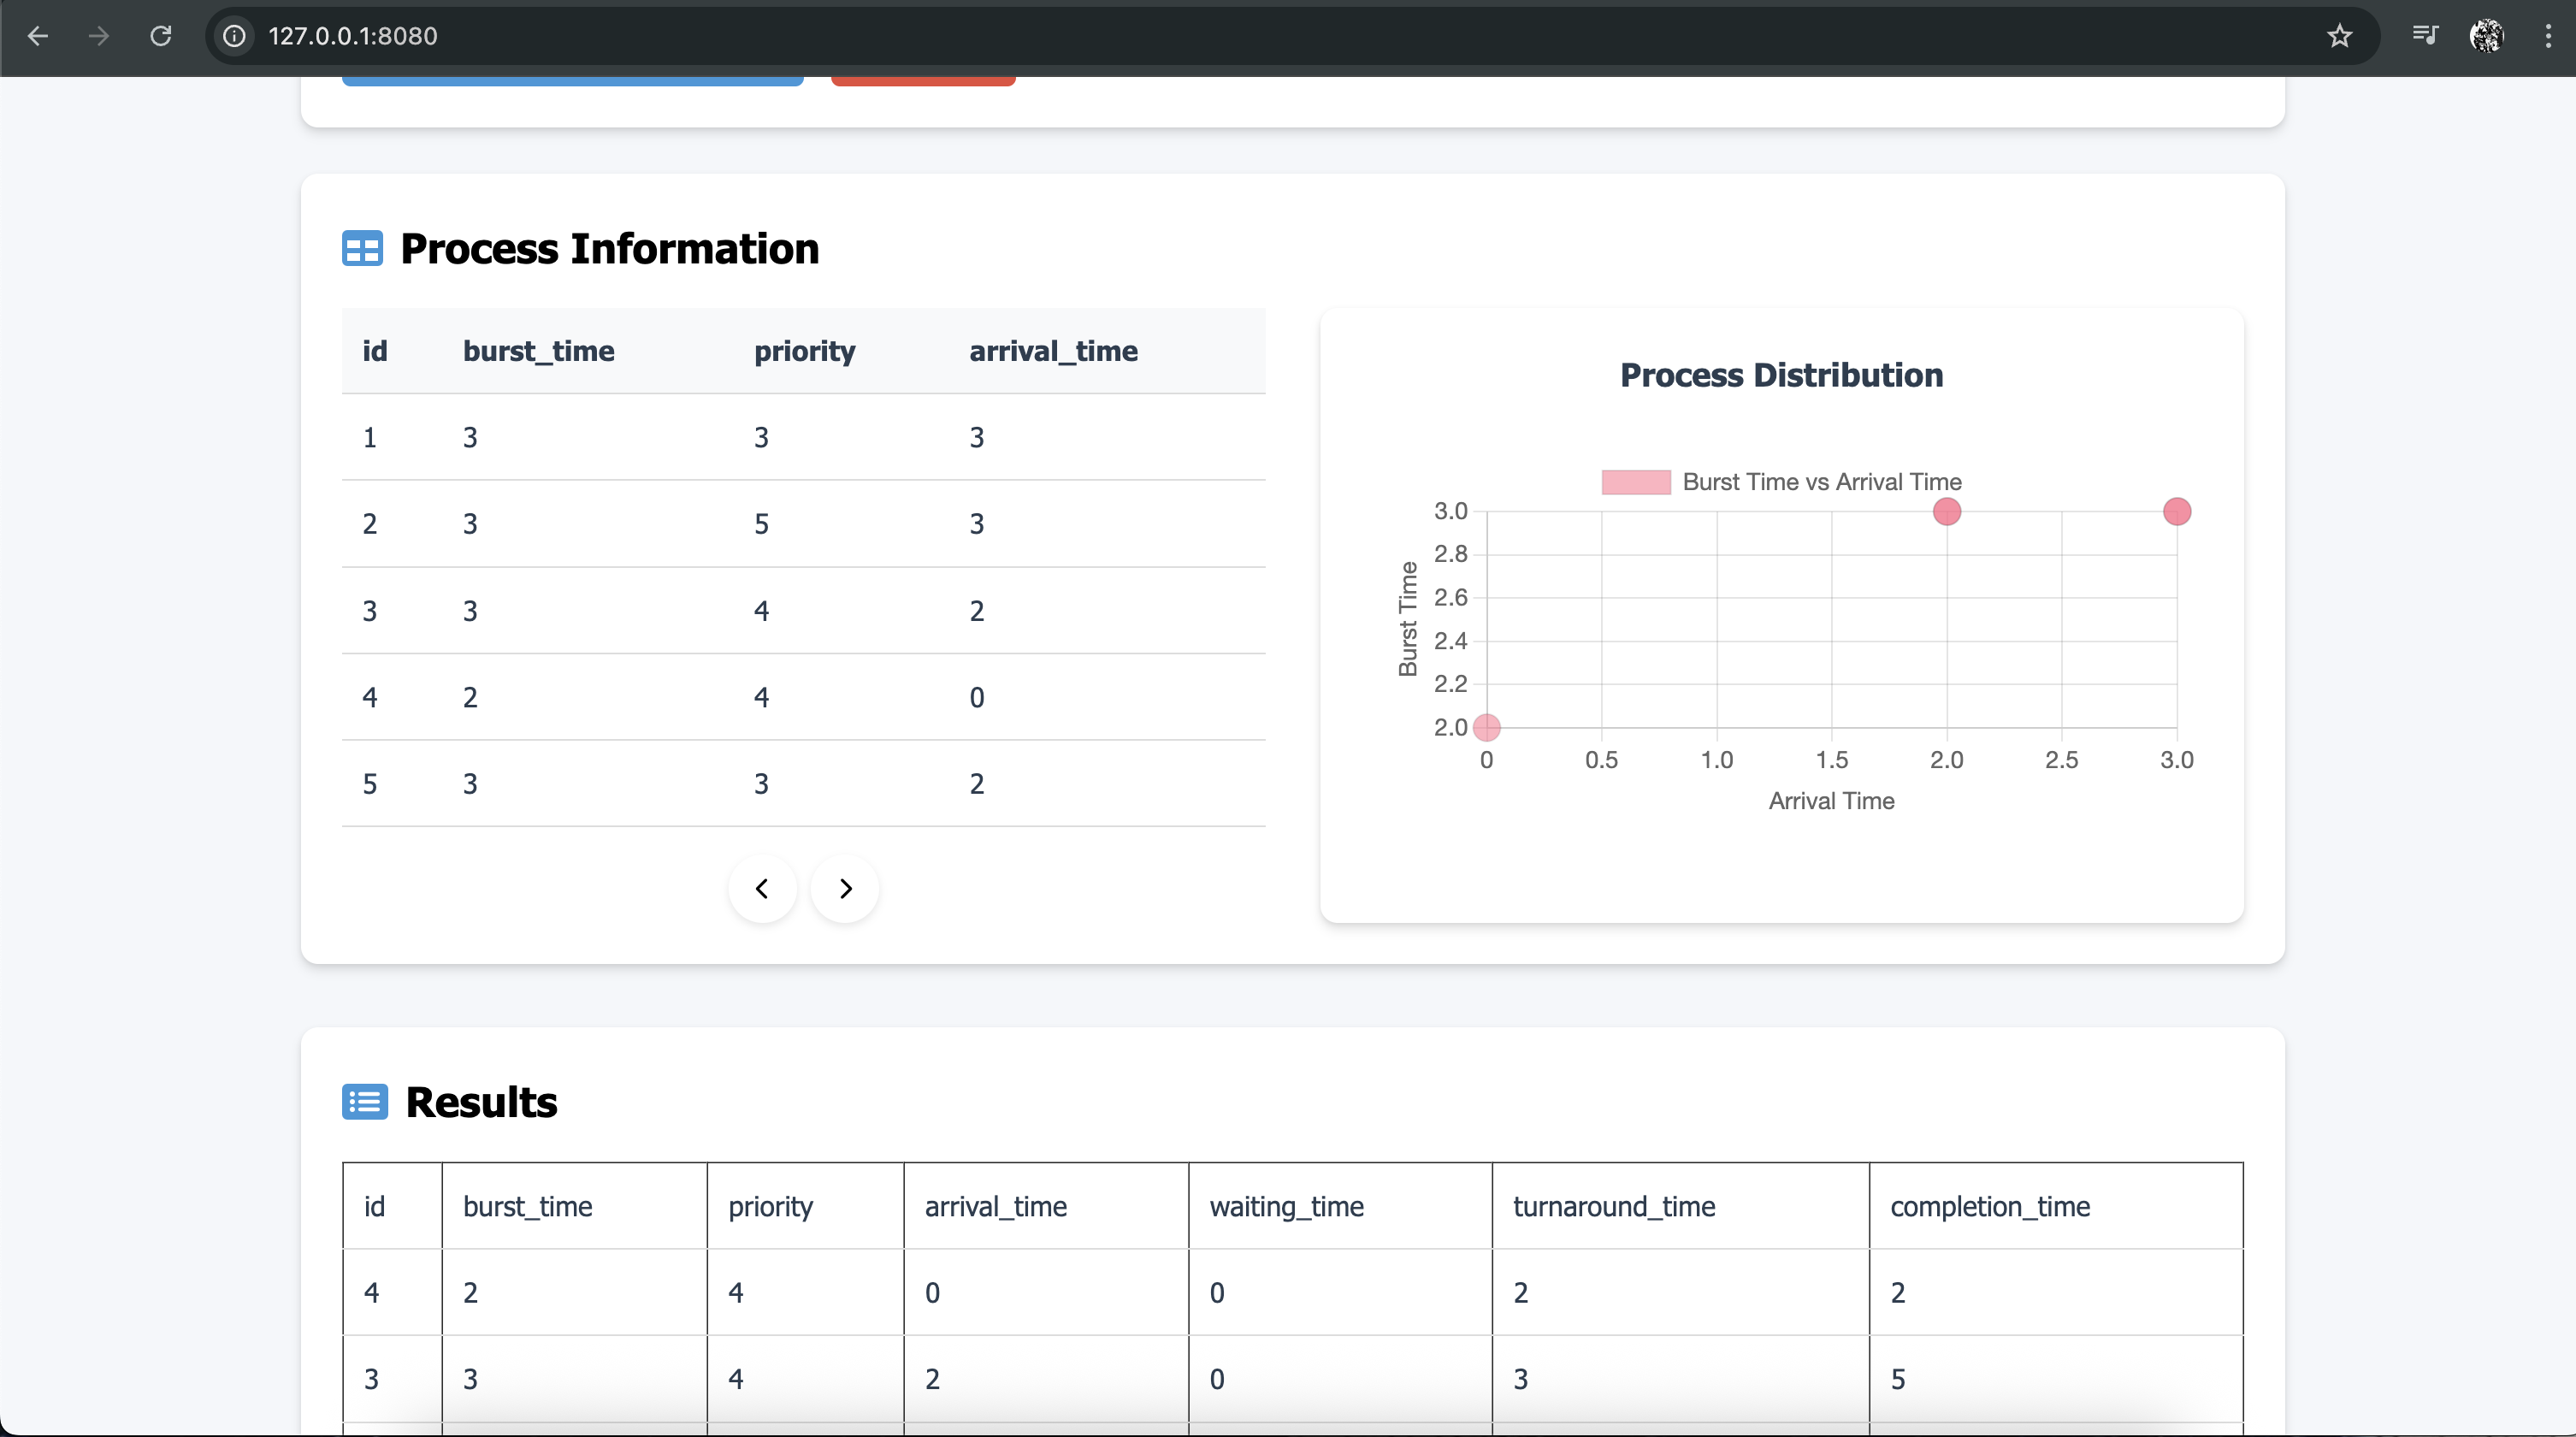 127.0.0.1:8080
Process Information
id burst_time priority arrival_time
1 3 3 3
2 3 5 3
3 3 4 2
4 2 4 0
5 3 3 2
Process Distribution
Burst Time vs Arrival Time
3.0
2.8
2.6
2.4
2.2
2.0
Burst Time
0 0.5 1.0 1.5 2.0 2.5 3.0
Arrival Time
Results
id burst_time priority arrival_time waiting_time turnaround_time completion_time
4 2 4 0 0 2 2
3 3 4 2 0 3 5